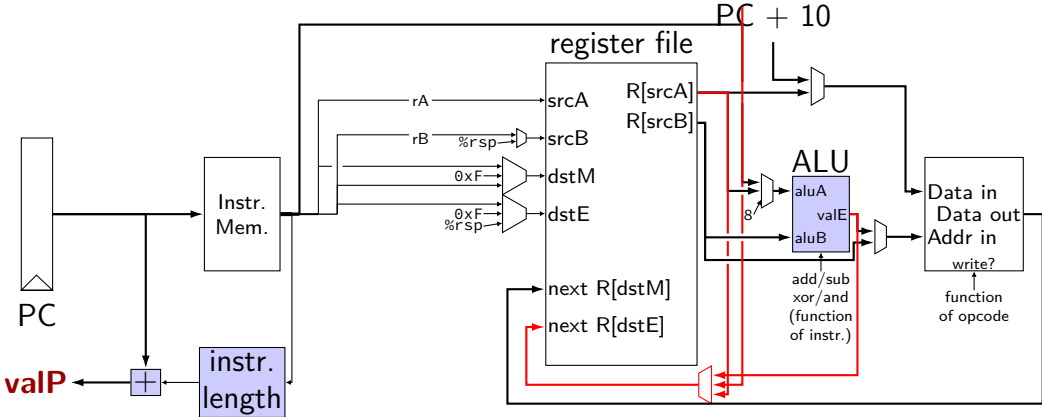 PC + 10
register file
R[srcA]
rA
srcA
R[srcB]
rB
%rsp
srcB
ALU
0xF
dstM
Instr.
Mem.
aluA
Data in
0xF
%rsp
dstE
8
valE
Data out
aluB
Addr in
write?
PC
next R[dstM]
add/sub
xor/and
(function
of instr.)
function
of opcode
next R[dstE]
valP
+
instr.
length